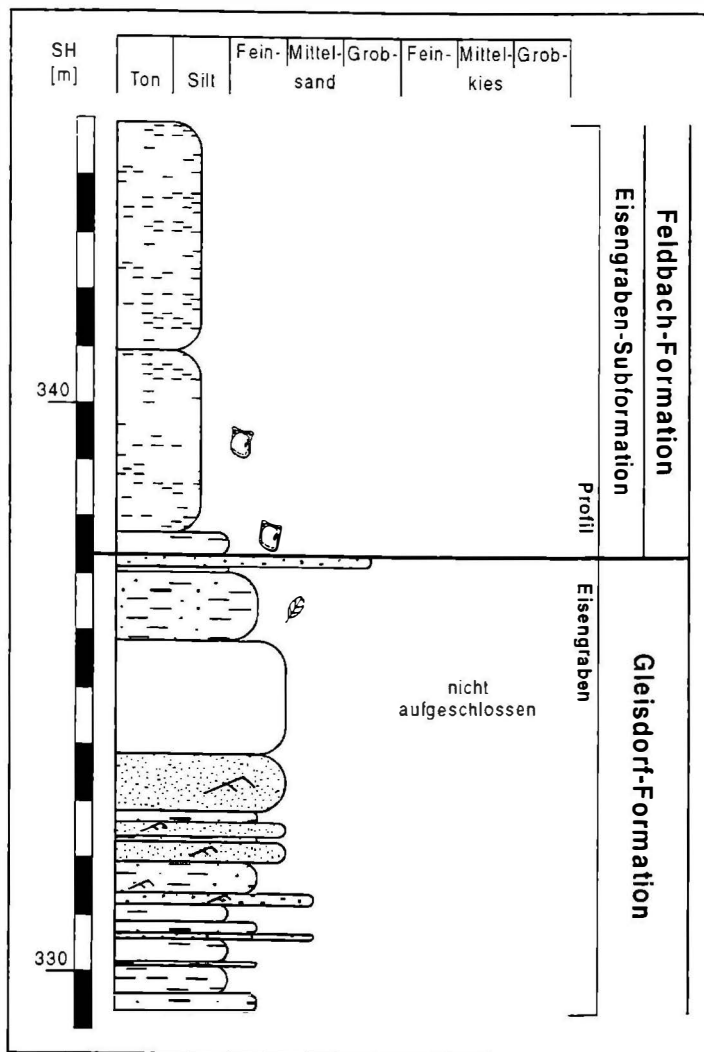 SH
[m]
Ton
Silt
Fein- Mittel- Grob-
sand
Fein- Mittel- Grob-
kies
340
330
nicht
aufgeschlossen
Profil
Eisengraben
Eisengraben-Subformation
Feldbach-Formation
Gleisdorf-Formation